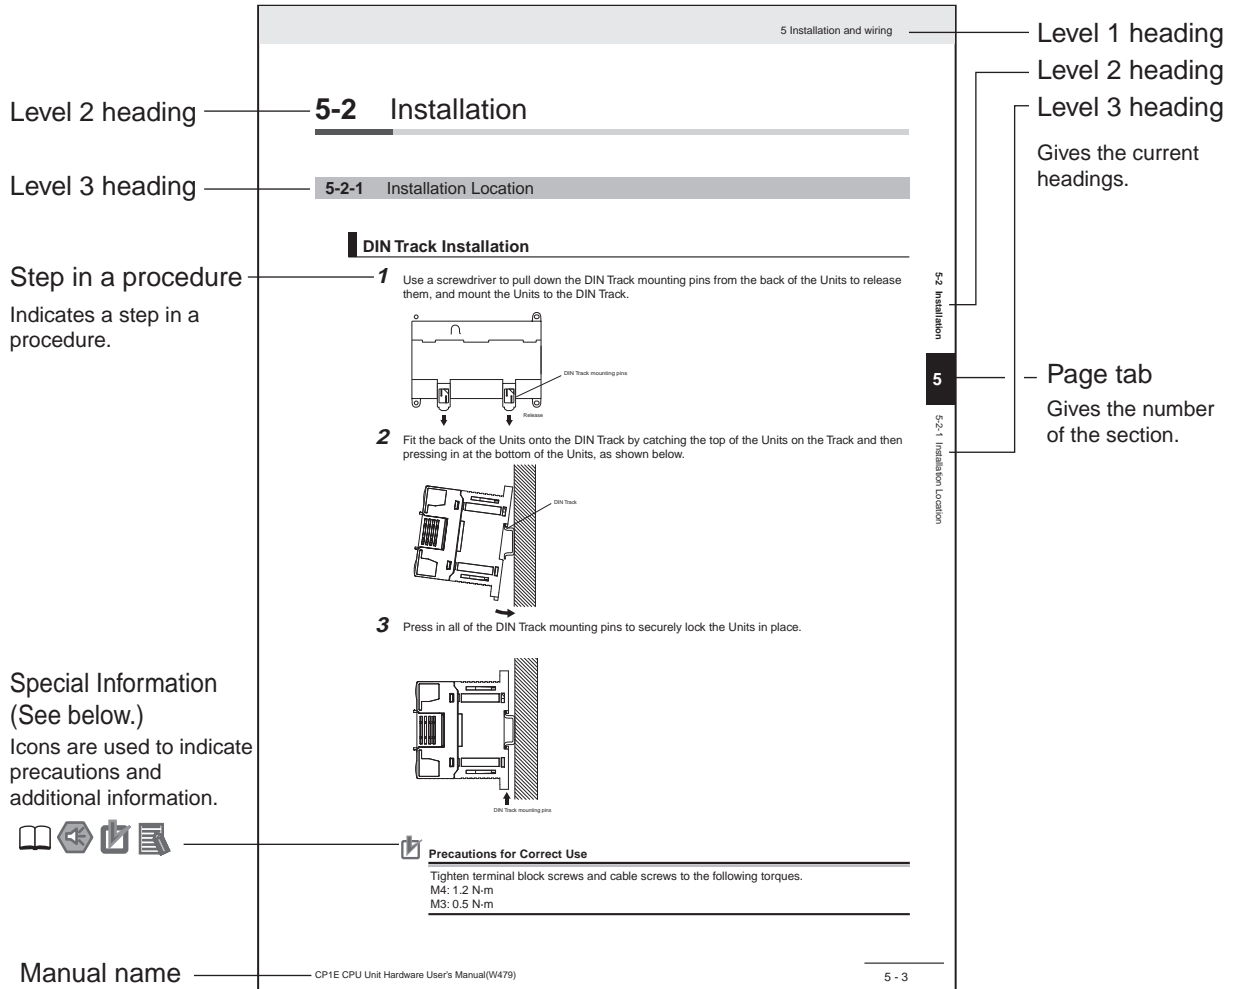 5 Installation and wiring
Level 1 heading
Level 2 heading
Level 3 heading
Gives the current
headings.
Level 2 heading
5-2 Installation
Level 3 heading
5-2-1 Installation Location
DIN Track Installation
Step in a procedure
Indicates a step in a
procedure.
1 Use a screwdriver to pull down the DIN Track mounting pins from the back of the Units to release
them, and mount the Units to the DIN Track.
DIN Track mounting pins
Release
5-2 Installation
5
Page tab
Gives the number
of the section.
5-2-1 Installation Location
2 Fit the back of the Units onto the DIN Track by catching the top of the Units on the Track and then
pressing in at the bottom of the Units, as shown below.
DIN Track
3 Press in all of the DIN Track mounting pins to securely lock the Units in place.
DIN Track mounting pins
Special Information
(See below.)
Icons are used to indicate
precautions and
additional information.
Precautions for Correct Use
Tighten terminal block screws and cable screws to the following torques.
M4: 1.2 N·m
M3: 0.5 N·m
Manual name
CP1E CPU Unit Hardware User's Manual(W479)
5 - 3